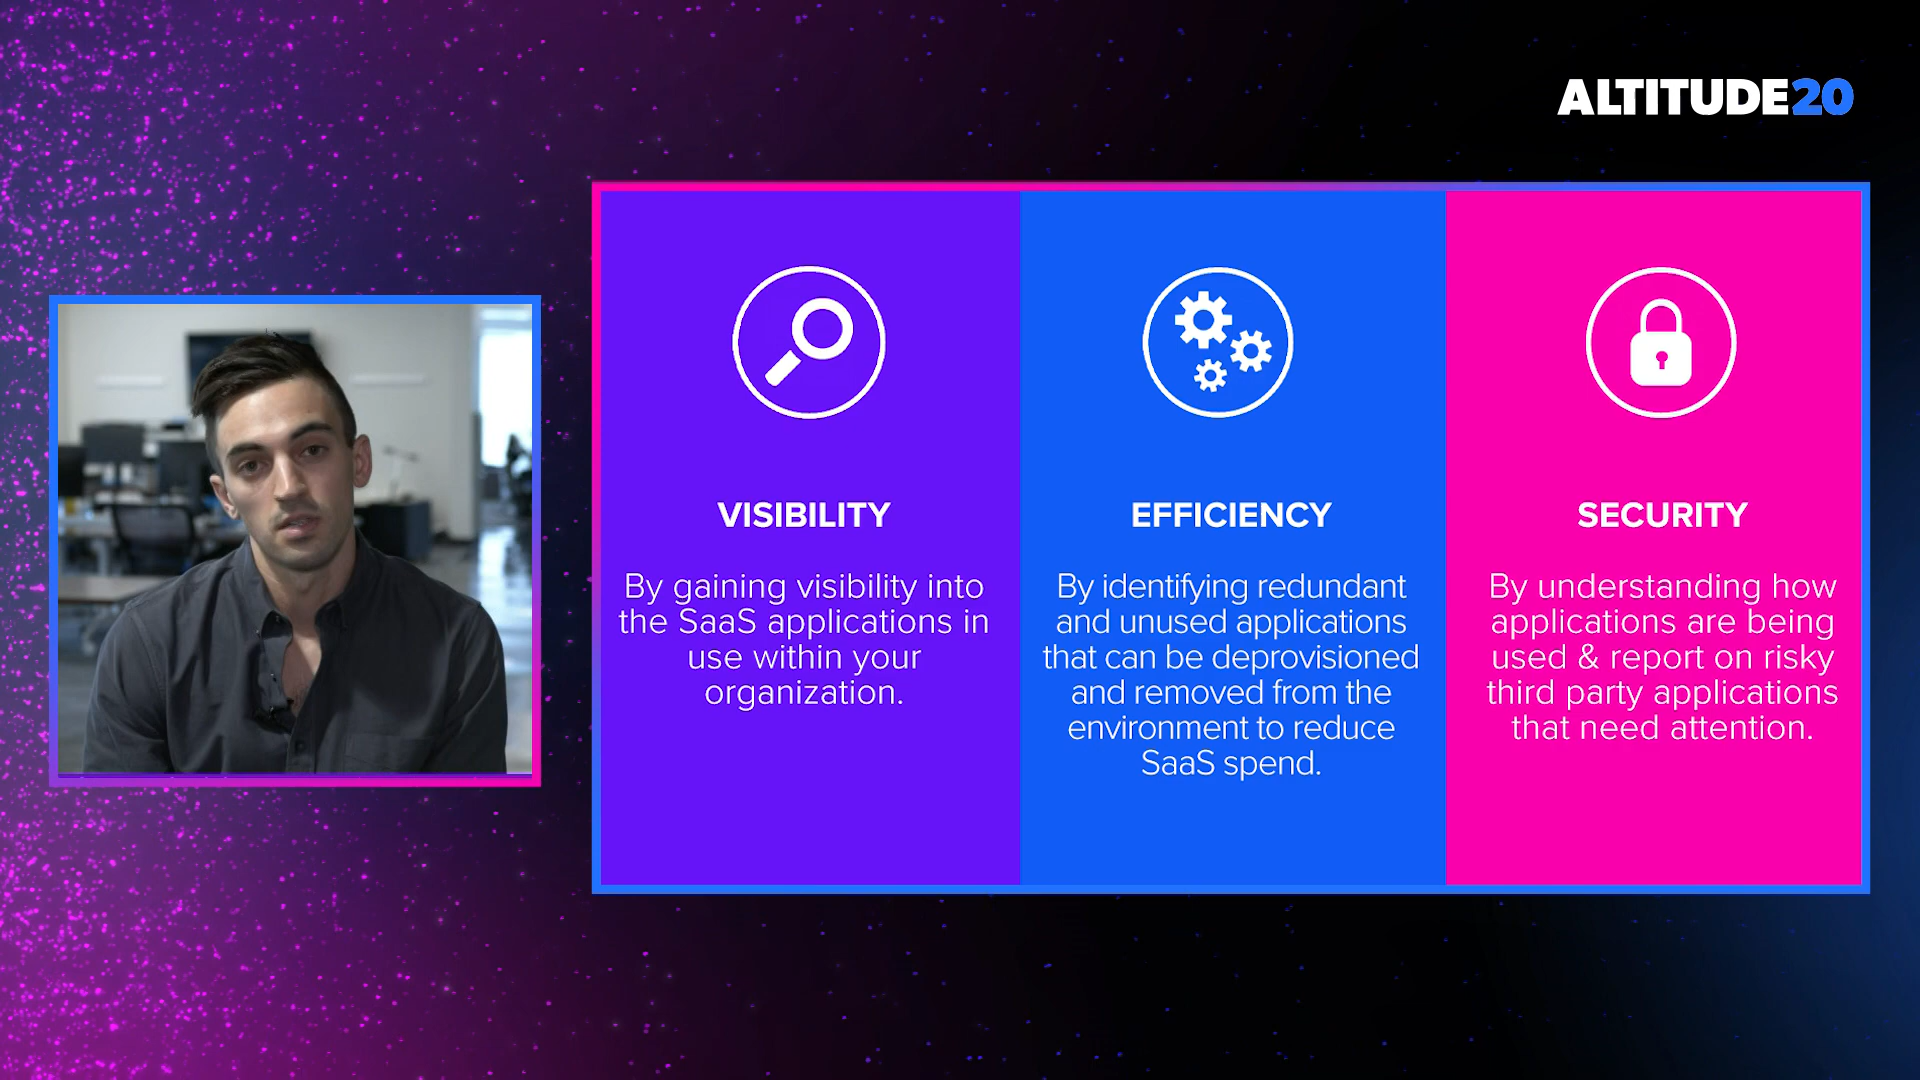 ALTITUDE20
VISIBILITY
By gaining visibility into
the SaaS applications in
use within your
organization.
EFFICIENCY
By identifying redundant
and unused applications
that can be deprovisioned
and removed from the
environment to reduce
SaaS spend.
SECURITY
By understanding how
applications are being
used & report on risky
third party applications
that need attention.